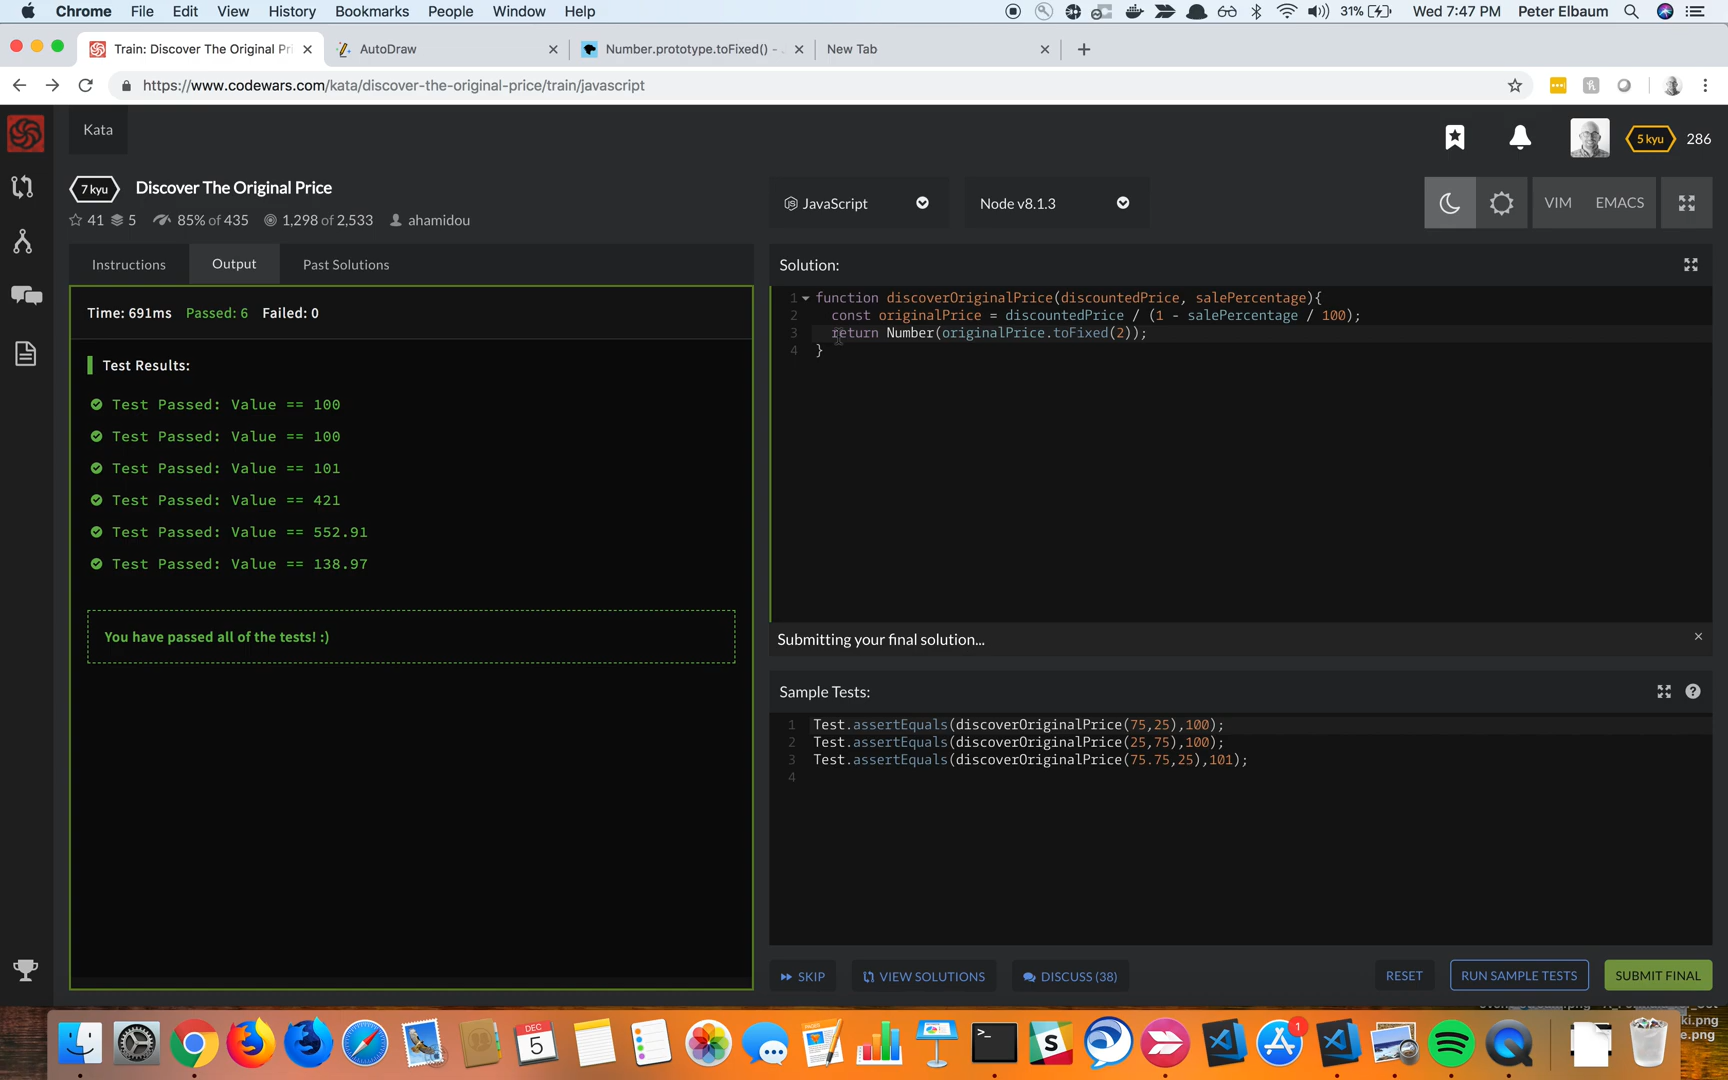 Chrome File Edit View History Bookmarks People Window Help 31% Wed 7:47 PM Peter Elbaum
Train: Discover The Original Pri AutoDraw Number.prototype.toFixed() - New Tab
https://www.codewars.com/kata/discover-the-original-price/train/javascript
Kata
5 kyu 286
7 kyu Discover The Original Price
41 5 85% of 435 1,298 of 2,533 ahamidou
JavaScript Node v8.1.3 VIM EMACS
Instructions Output Past Solutions
Time: 691ms Passed: 6 Failed: 0
Test Results:
Test Passed: Value == 100
Test Passed: Value == 100
Test Passed: Value == 101
Test Passed: Value == 421
Test Passed: Value == 552.91
Test Passed: Value == 138.97
You have passed all of the tests! :)
Solution:
1 function discoverOriginalPrice(discountedPrice, salePercentage){
2 const originalPrice = discountedPrice / (1 - salePercentage / 100);
3 return Number(originalPrice.toFixed(2));
4 }
Submitting your final solution...
Sample Tests:
1 Test.assertEquals(discoverOriginalPrice(75,25),100);
2 Test.assertEquals(discoverOriginalPrice(25,75),100);
3 Test.assertEquals(discoverOriginalPrice(75.75,25),101);
4
SKIP VIEW SOLUTIONS DISCUSS (38) RESET RUN SAMPLE TESTS SUBMIT FINAL
ki.png
e.png
DEC
5
PAGES
1